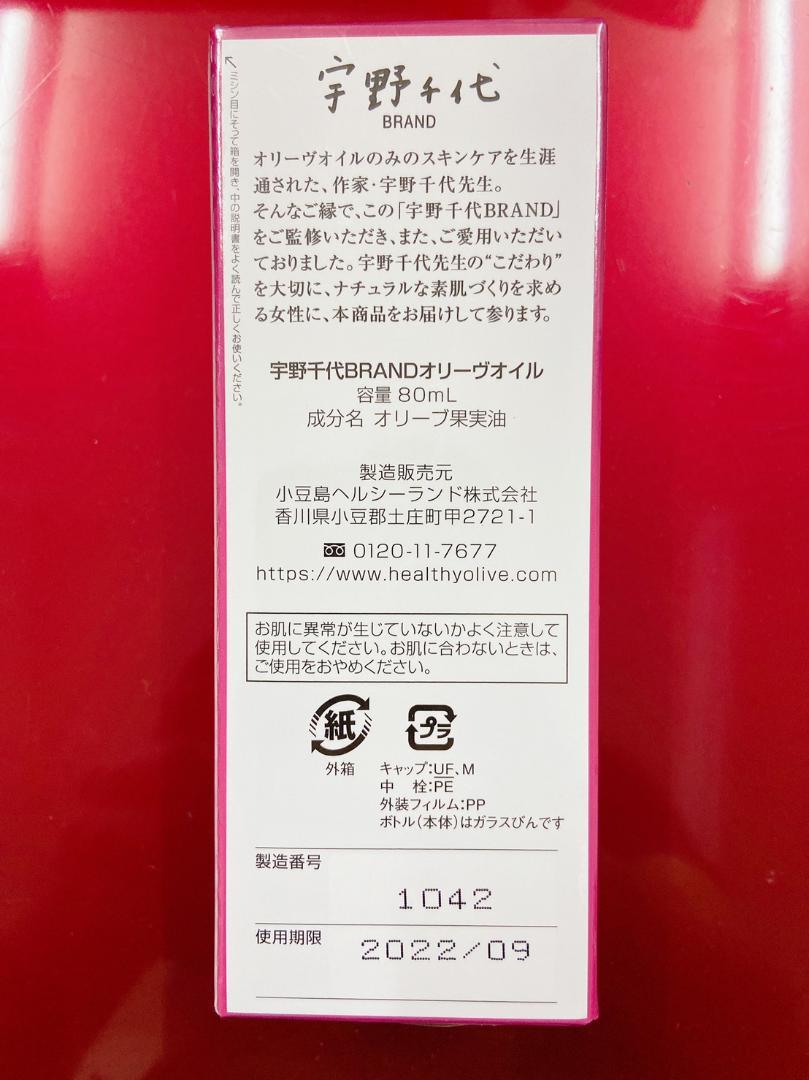 宇野千代
BRAND
オリーヴオイルのみのスキンケアを生涯
通された、作家・宇野千代先生。
そんなご縁で、この「宇野千代BRAND」
をご監修いただき、また、ご愛用いただい
ておりました。宇野千代先生の“こだわり”
を大切に、ナチュラルな素肌づくりを求め
る女性に、本商品をお届けして参ります。
↑ミシン目にそって箱を開き、中の説明書をよく読んで正しくお使いください。
宇野千代BRANDオリーヴオイル
容量 80mL
成分名 オリーブ果実油
製造販売元
小豆島ヘルシーランド株式会社
香川県小豆郡土庄町甲2721-1
0120-11-7677
https://www.healthyolive.com
お肌に異常が生じていないかよく注意して
使用してください。お肌に合わないときは、
ご使用をおやめください。
紙 プラ
外箱
キャップ:UF、M
中 栓:PE
外装フィルム:PP
ボトル(本体)はガラスびんです
製造番号
1042
使用期限 2022/09